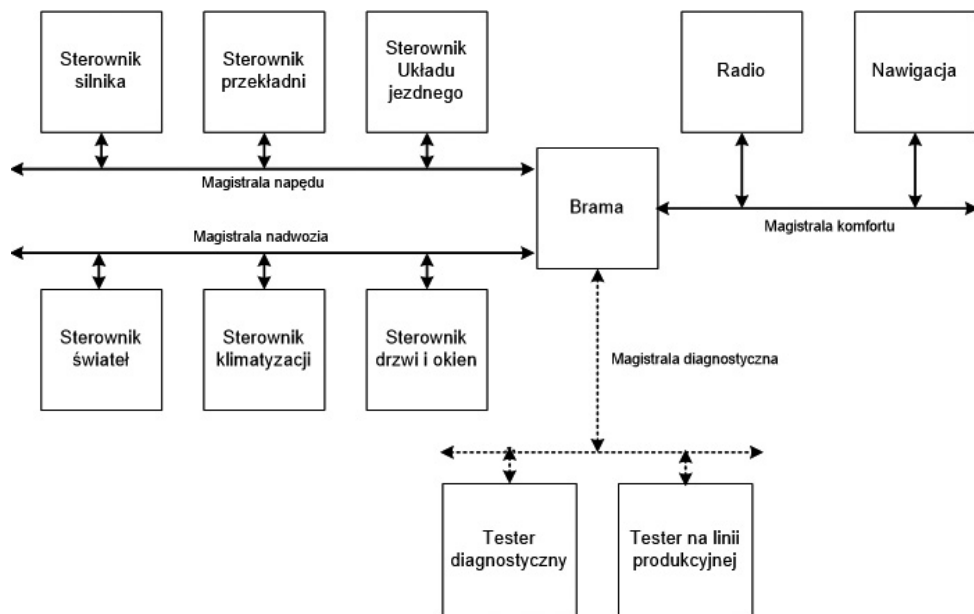 Sterownik
silnika
Sterownik
przekładni
Sterownik
Układu
jezdnego
Radio
Nawigacja
Magistrala napędu
Brama
Magistrala komfortu
Magistrala nadwozia
Sterownik
świateł
Sterownik
klimatyzacji
Sterownik
drzwi i okien
Magistrala diagnostyczna
Tester
diagnostyczny
Tester na linii
produkcyjnej